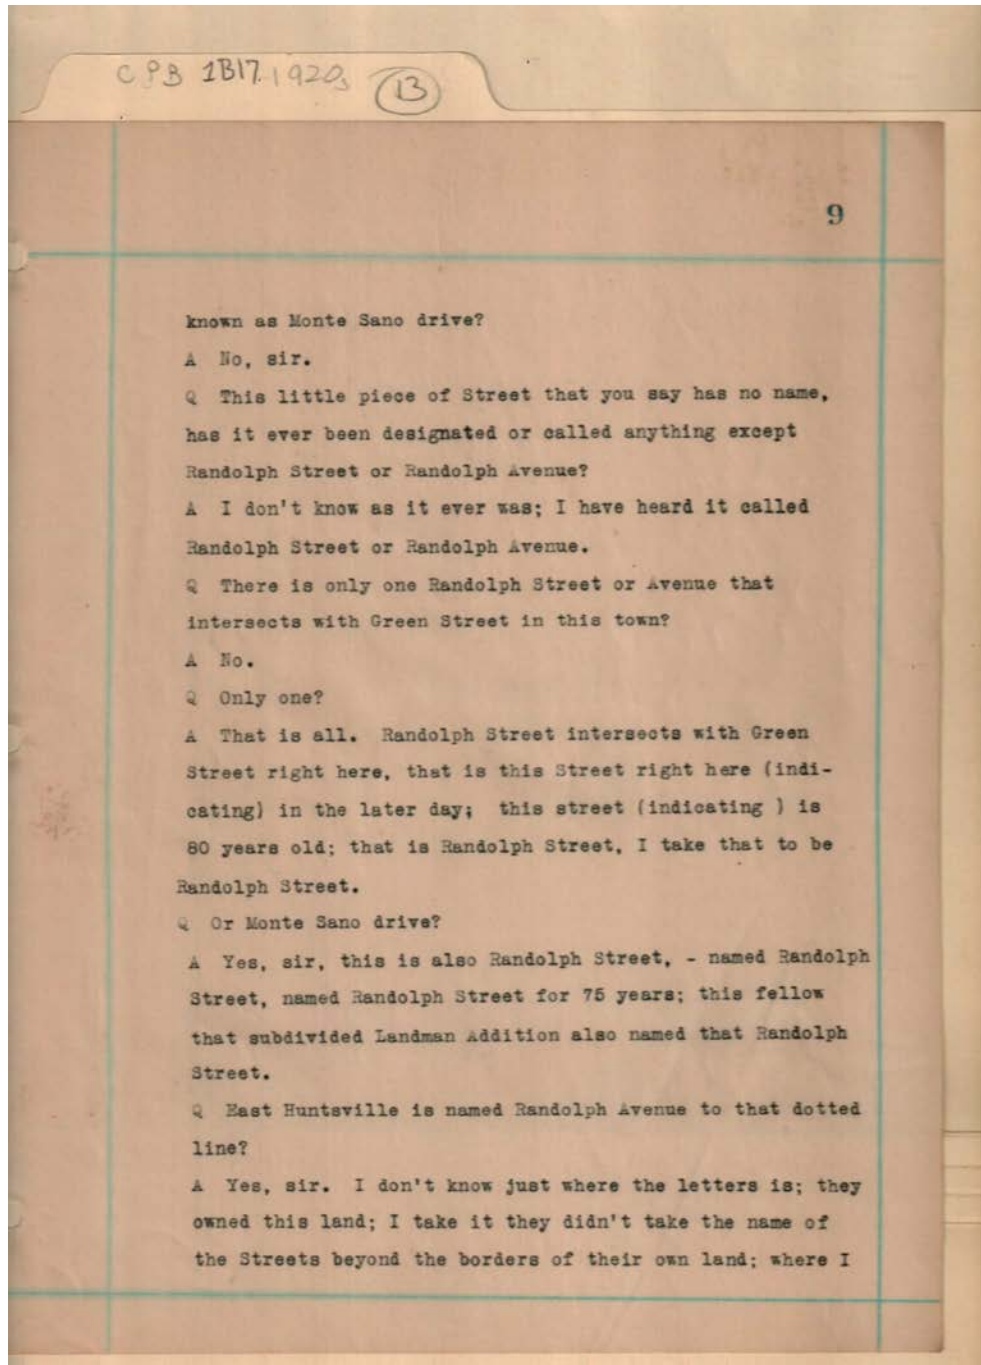 CPB 1B17 1920s 13
9
known as Monte Sano drive?
A No, sir.
Q This little piece of Street that you say has no name,
has it ever been designated or called anything except
Randolph Street or Randolph Avenue?
A I don't know as it ever was; I have heard it called
Randolph Street or Randolph Avenue.
Q There is only one Randolph Street or Avenue that
intersects with Green Street in this town?
A No.
Q Only one?
A That is all. Randolph Street intersects with Green
Street right here, that is this Street right here (indi-
cating) in the later day; this street (indicating ) is
80 years old; that is Randolph Street, I take that to be
Randolph Street.
Q Or Monte Sano drive?
A Yes, sir, this is also Randolph Street, - named Randolph
Street, named Randolph Street for 75 years; this fellow
that subdivided Landman Addition also named that Randolph
Street.
Q East Huntsville is named Randolph Avenue to that dotted
line?
A Yes, sir. I don't know just where the letters is; they
owned this land; I take it they didn't take the name of
the Streets beyond the borders of their own land; where I